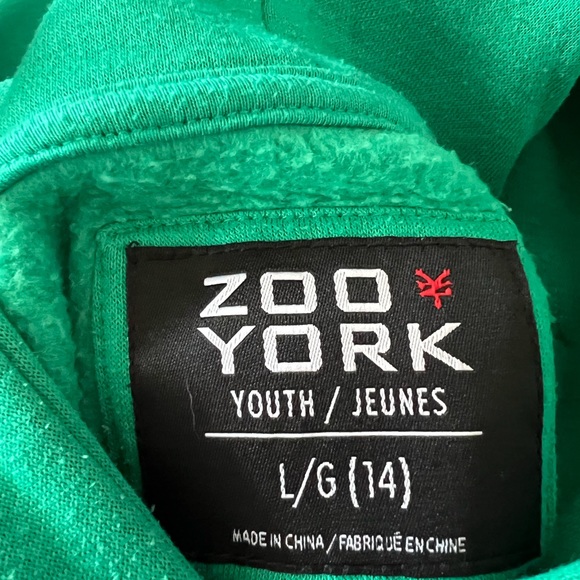 ZOO
YORK
YOUTH / JEUNES
L/G (14)
MADE IN CHINA / FABRIQUÉ EN CHINE